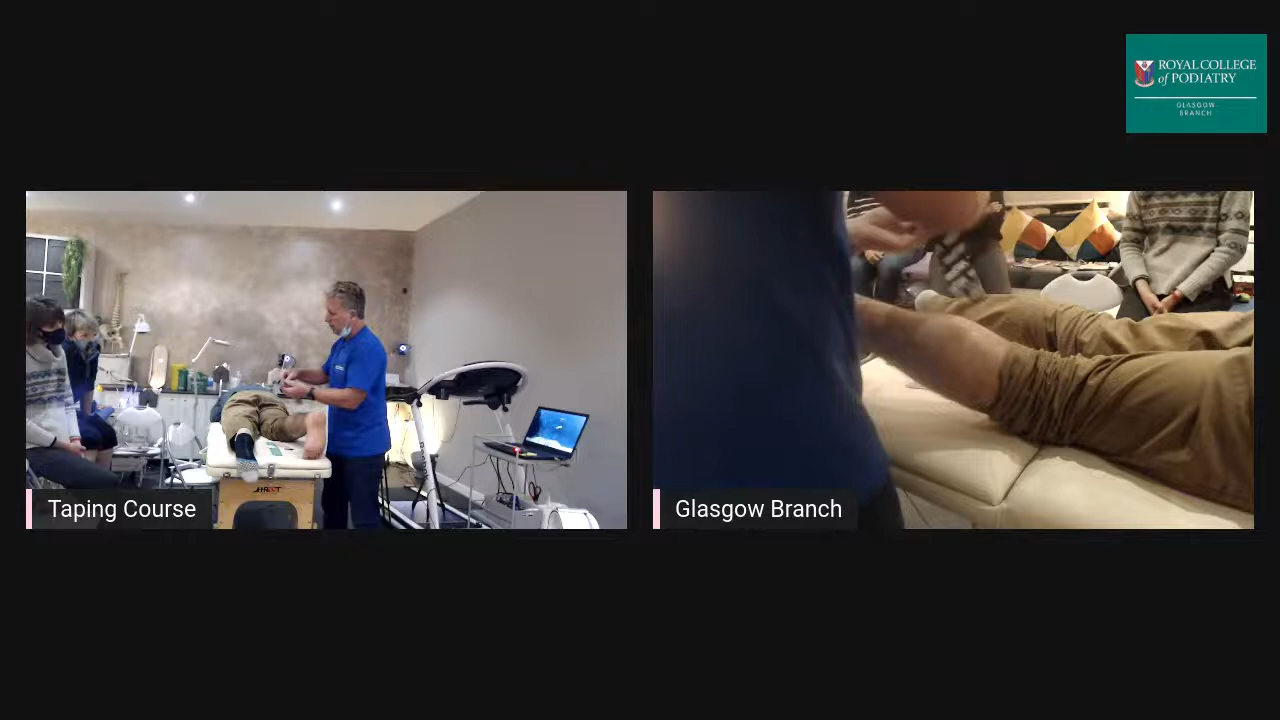 ROYAL COLLEGE
of PODIATRY
GLASGOW
BRANCH
Taping Course
Glasgow Branch